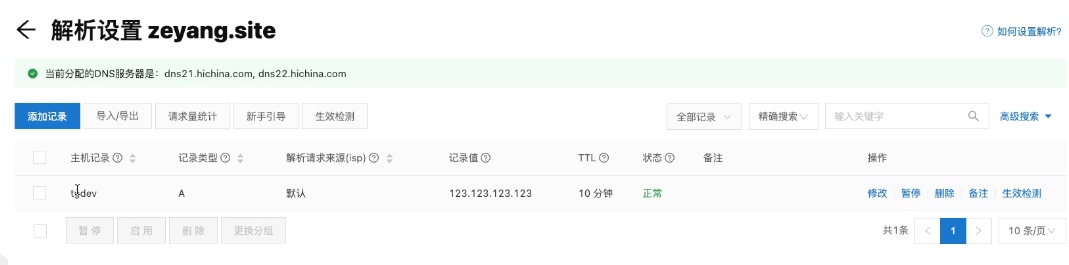 解析设置 zeyang.site
如何设置解析?
当前分配的DNS服务器是：dns21.hichina.com, dns22.hichina.com
添加记录 导入/导出 请求量统计 新手引导 生效检测 全部记录 精确搜索 输入关键字 高级搜索
主机记录 记录类型 解析请求来源(isp) 记录值 TTL 状态 备注 操作
A 默认 123.123.123.123 10 分钟 正常 修改 暂停 删除 备注 生效检测
暂停 启用 删除 更换分组 共1条 1 10 条/页